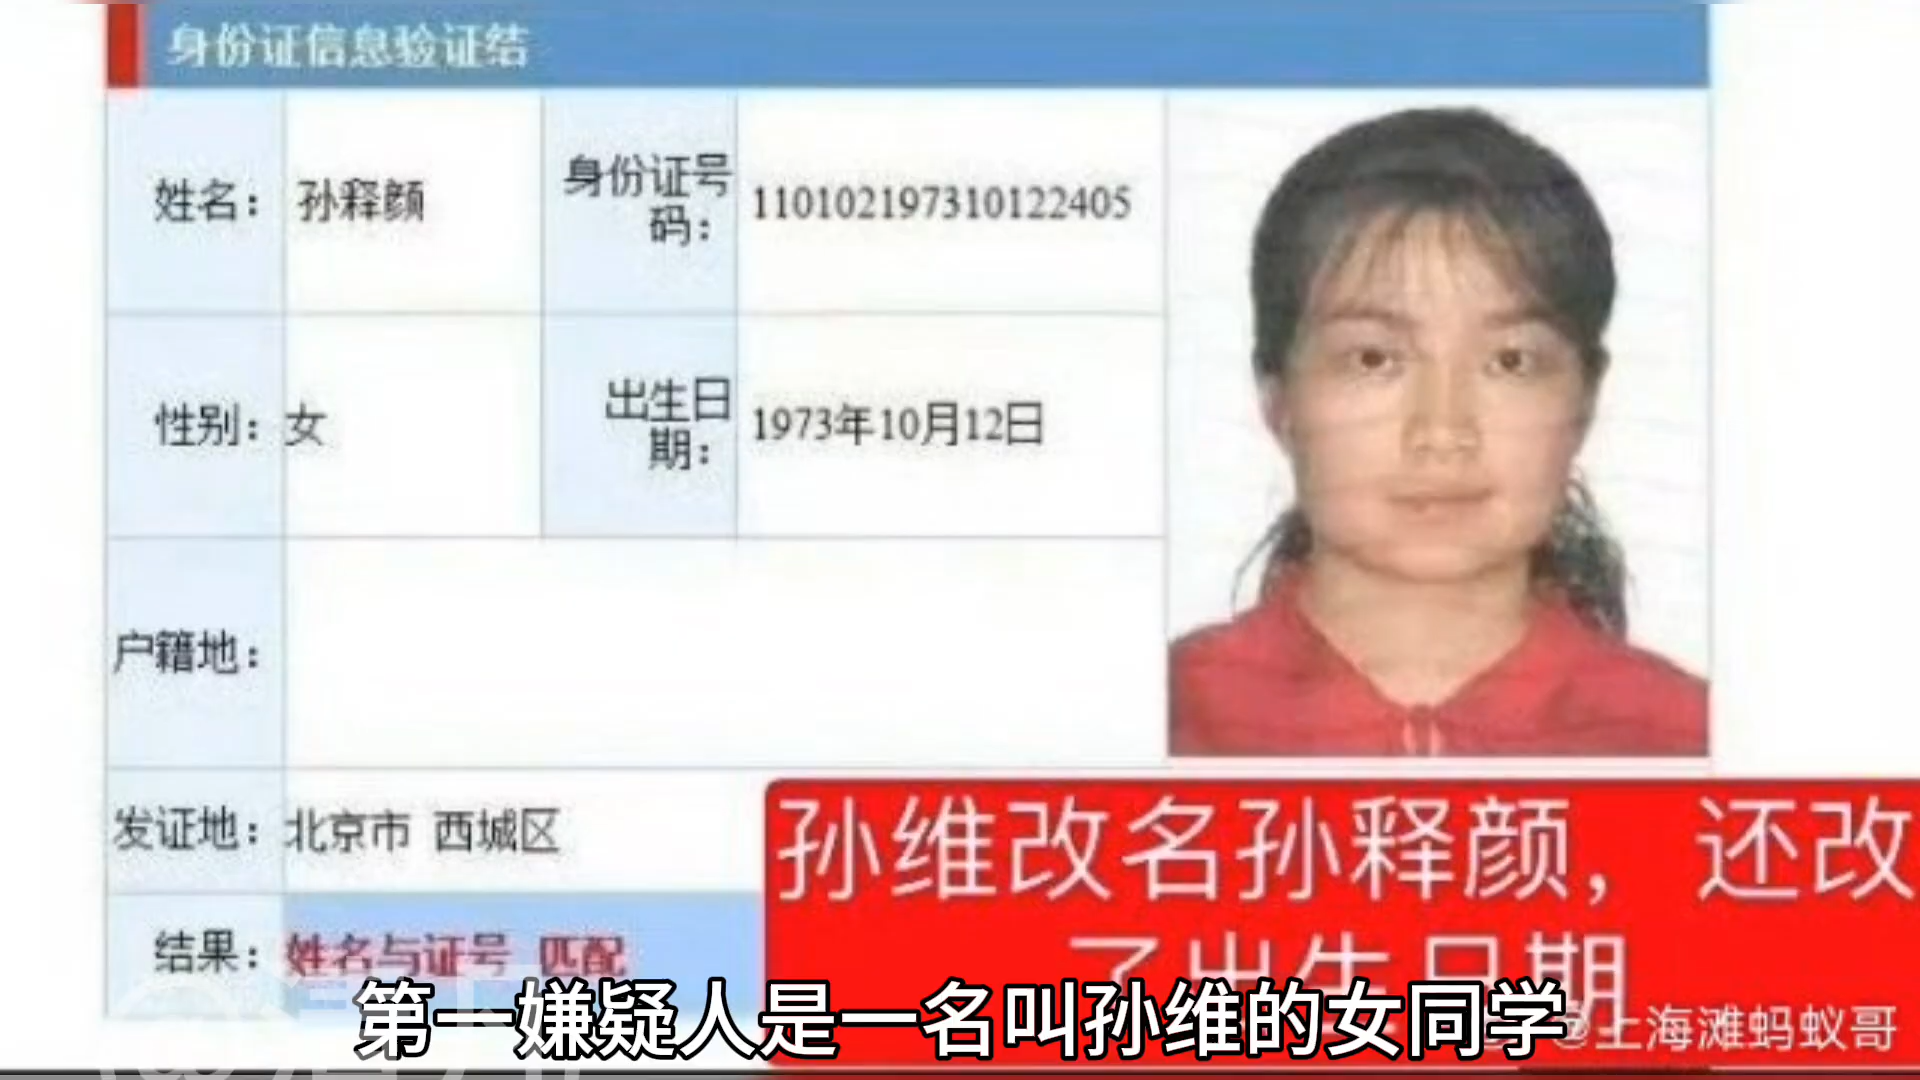 身份证信息验证结
姓名： 孙释颜
身份证号码： 110102197310122405
性别： 女
出生日期： 1973年10月12日
户籍地：
发证地： 北京市 西城区
结果： 姓名与证号 匹配
孙维改名孙释颜，还改
了出生日期
第一嫌疑人是一名叫孙维的女同学
@上海滩蚂蚁哥